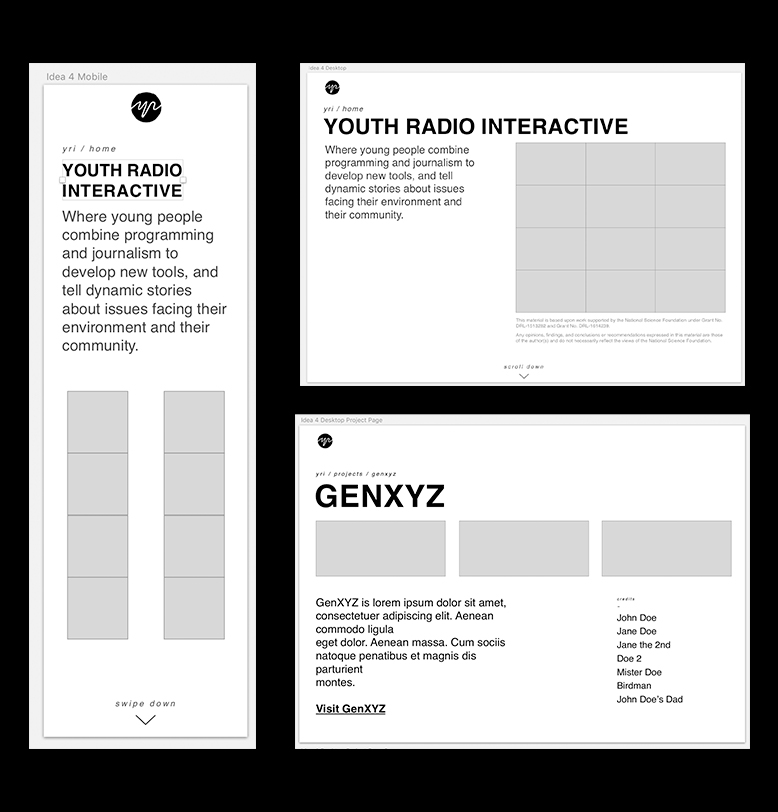 Idea 4 Mobile
yr
yri / home
YOUTH RADIO
INTERACTIVE
Where young people
combine programming
and journalism to
develop new tools, and
tell dynamic stories
about issues facing their
environment and their
community.
swipe down
Idea 4 Desktop
yr
yri / home
YOUTH RADIO INTERACTIVE
Where young people combine
programming and journalism to
develop new tools, and tell
dynamic stories about issues
facing their environment and
their community.
This material is based upon work supported by the National Science Foundation under Grant No.
and Grant No.
Any opinions, findings, and conclusions or recommendations expressed in this material are those
of the author(s) and do not necessarily reflect the views of the National Science Foundation.
scroll down
Idea 4 Desktop Project Page
yr
yri / projects / genxyz
GENXYZ
GenXYZ is lorem ipsum dolor sit amet,
consectetuer adipiscing elit. Aenean
commodo ligula
eget dolor. Aenean massa. Cum sociis
natoque penatibus et magnis dis
parturient
montes.
Visit GenXYZ
credits
-
John Doe
Jane Doe
Jane the 2nd
Doe 2
Mister Doe
Birdman
John Doe's Dad